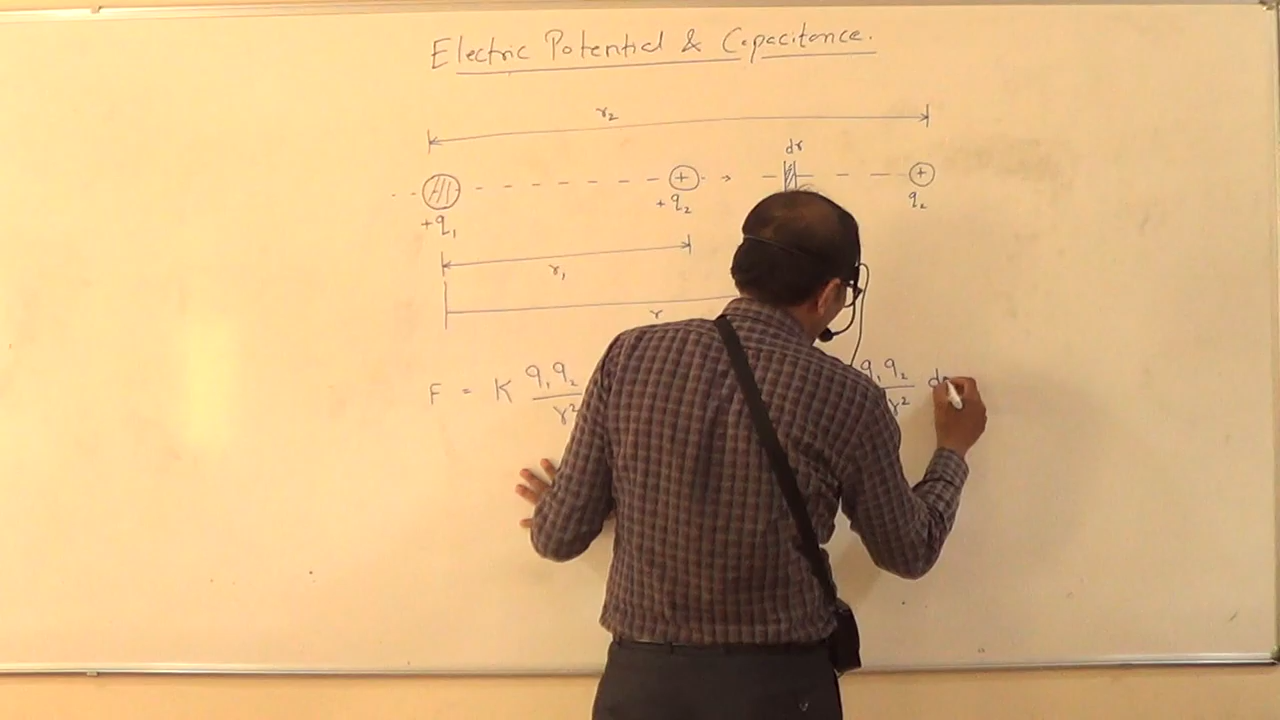 Electric Potential & Capacitance.
r₂
dr
+ + 
+q₁ +q₂ q₂
r₁
r
F = K q₁q₂/r² q₁q₂/r²